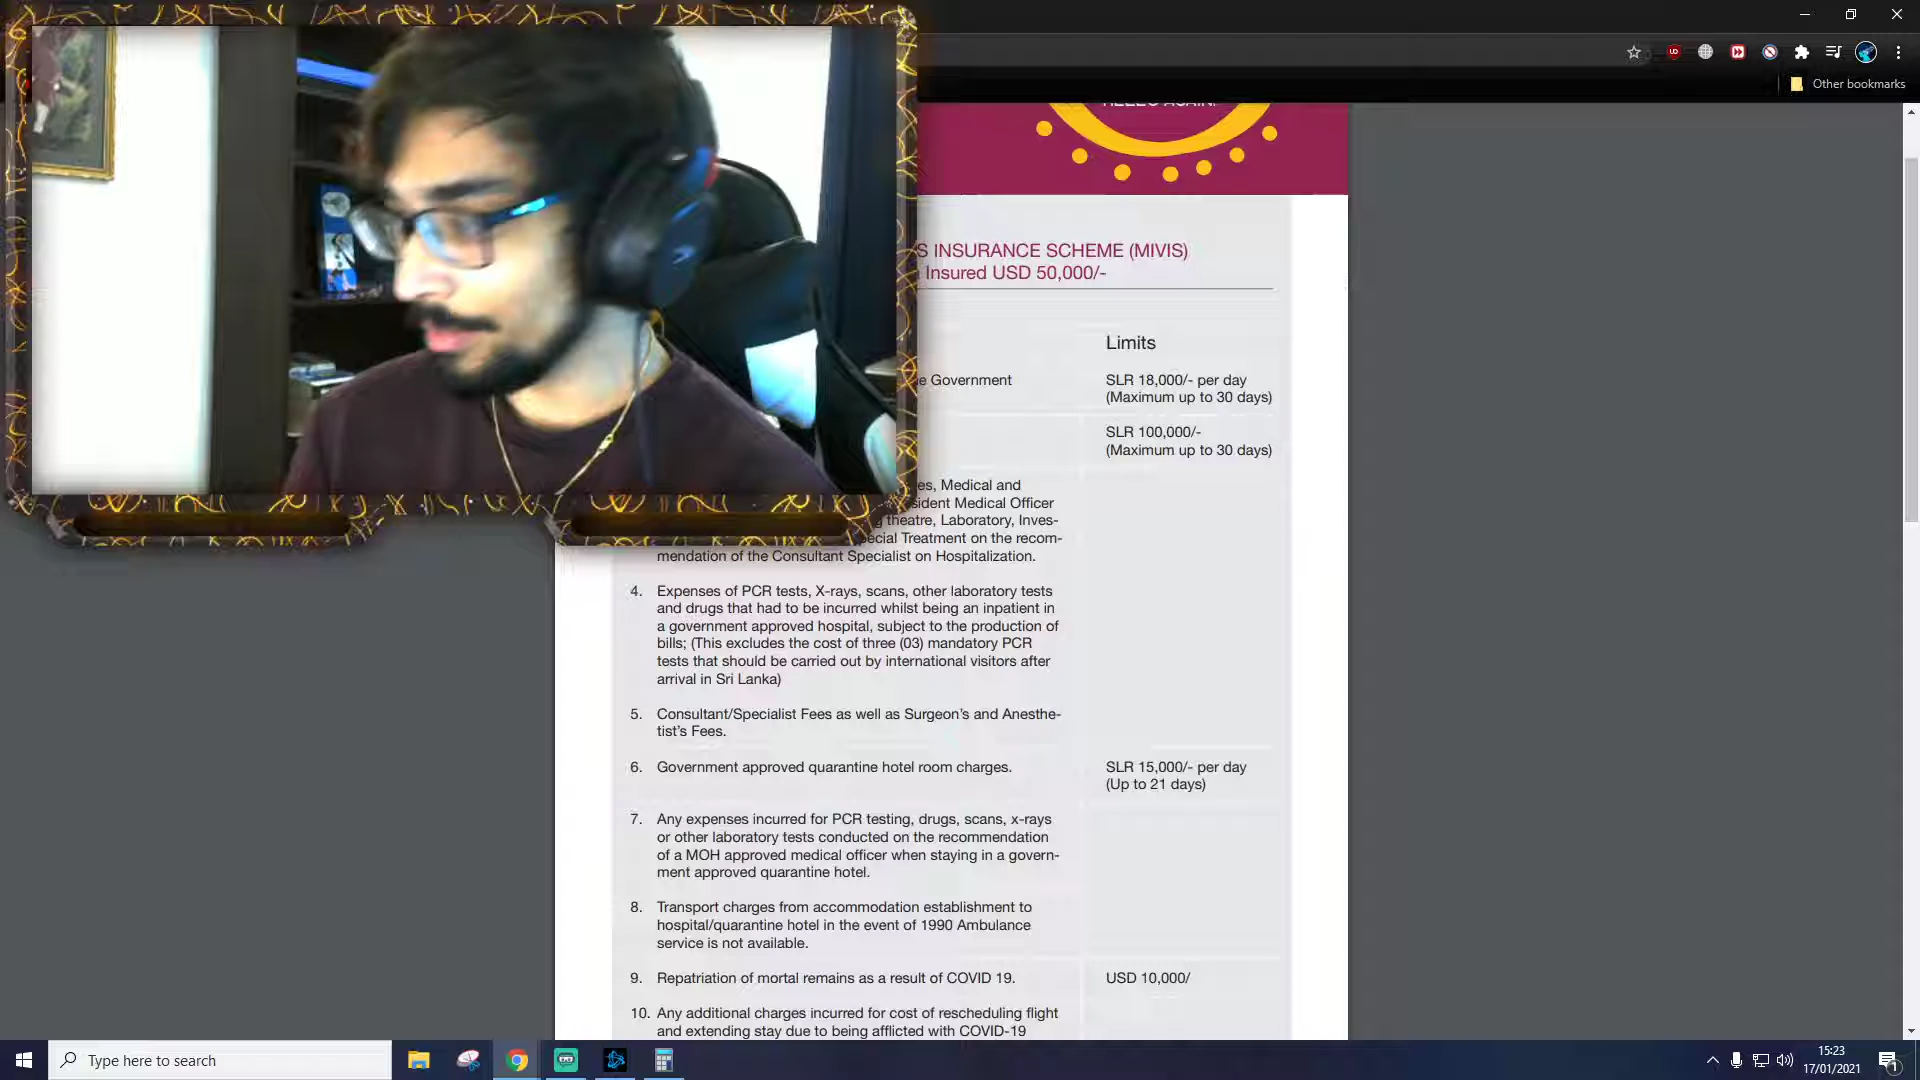 Other bookmarks
HELLO AGAIN!
S INSURANCE SCHEME (MIVIS)
Insured USD 50,000/-
Limits
e Government
SLR 18,000/- per day
(Maximum up to 30 days)
SLR 100,000/-
(Maximum up to 30 days)
es, Medical and
sident Medical Officer
g theatre, Laboratory, Inves-
pecial Treatment on the recom-
mendation of the Consultant Specialist on Hospitalization.
4. Expenses of PCR tests, X-rays, scans, other laboratory tests
and drugs that had to be incurred whilst being an inpatient in
a government approved hospital, subject to the production of
bills; (This excludes the cost of three (03) mandatory PCR
tests that should be carried out by international visitors after
arrival in Sri Lanka)
5. Consultant/Specialist Fees as well as Surgeon's and Anesthe-
tist's Fees.
6. Government approved quarantine hotel room charges.
SLR 15,000/- per day
(Up to 21 days)
7. Any expenses incurred for PCR testing, drugs, scans, x-rays
or other laboratory tests conducted on the recommendation
of a MOH approved medical officer when staying in a govern-
ment approved quarantine hotel.
8. Transport charges from accommodation establishment to
hospital/quarantine hotel in the event of 1990 Ambulance
service is not available.
9. Repatriation of mortal remains as a result of COVID 19.
USD 10,000/
10. Any additional charges incurred for cost of rescheduling flight
and extending stay due to being afflicted with COVID-19
Type here to search
15:23
17/01/2021
1